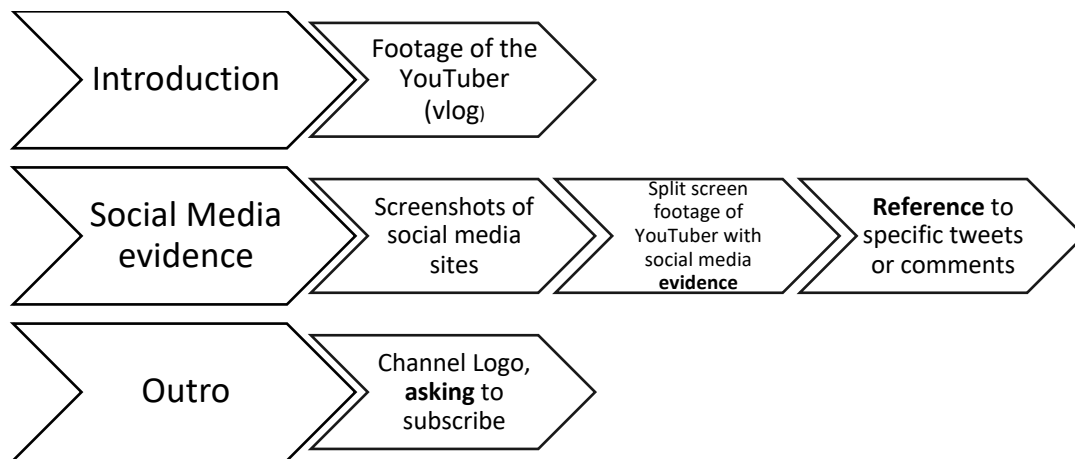 Introduction
Footage of the
YouTuber
(vlog)
Social Media
evidence
Screenshots of
social media
sites
Split screen
footage of
YouTuber with
social media
evidence
Reference to
specific tweets
or comments
Outro
Channel Logo,
asking to
subscribe